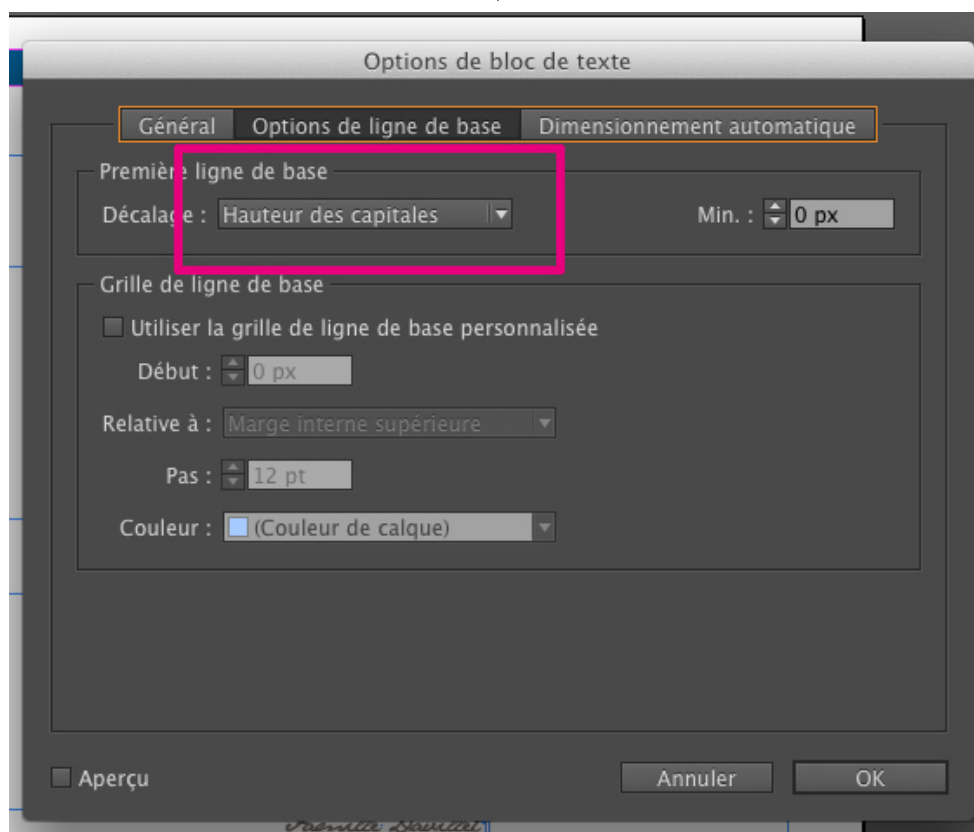 Options de bloc de texte
Général Options de ligne de base Dimensionnement automatique
Première ligne de base
Décalage : Hauteur des capitales Min. : 0 px
Grille de ligne de base
Utiliser la grille de ligne de base personnalisée
Début : 0 px
Relative à : Marge interne supérieure
Pas : 12 pt
Couleur : (Couleur de calque)
Aperçu Annuler OK